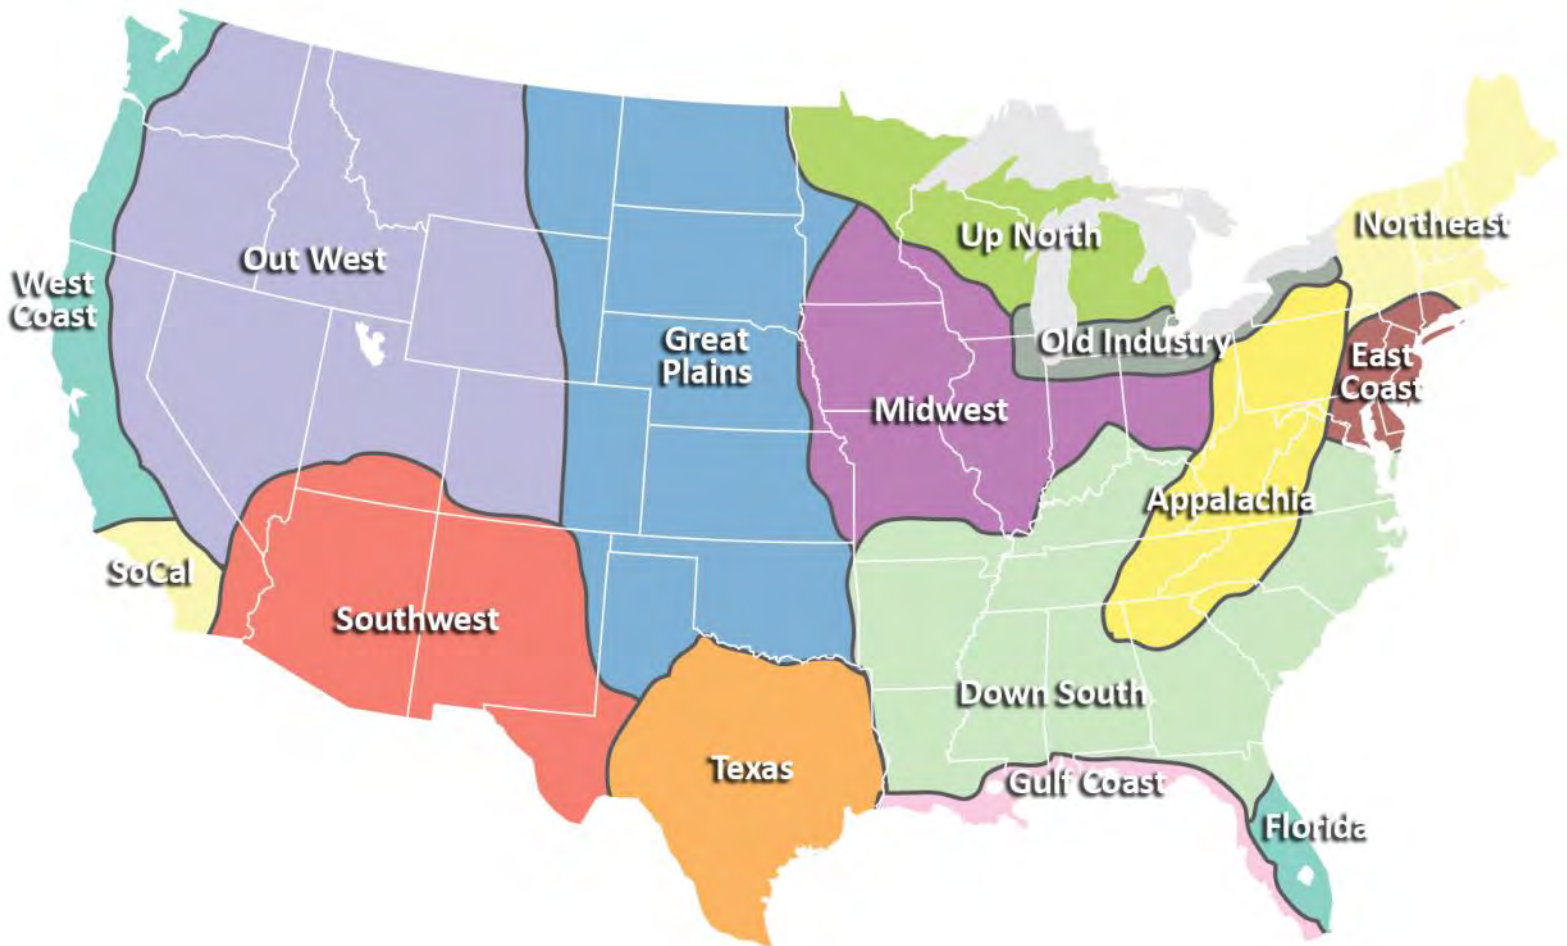 Northeast
Up North
Out West
West
Coast
Great
Plains
Old Industry
East
Coast
Midwest
Appalachia
SoCal
Southwest
Down South
Texas
Gulf Coast
Florida